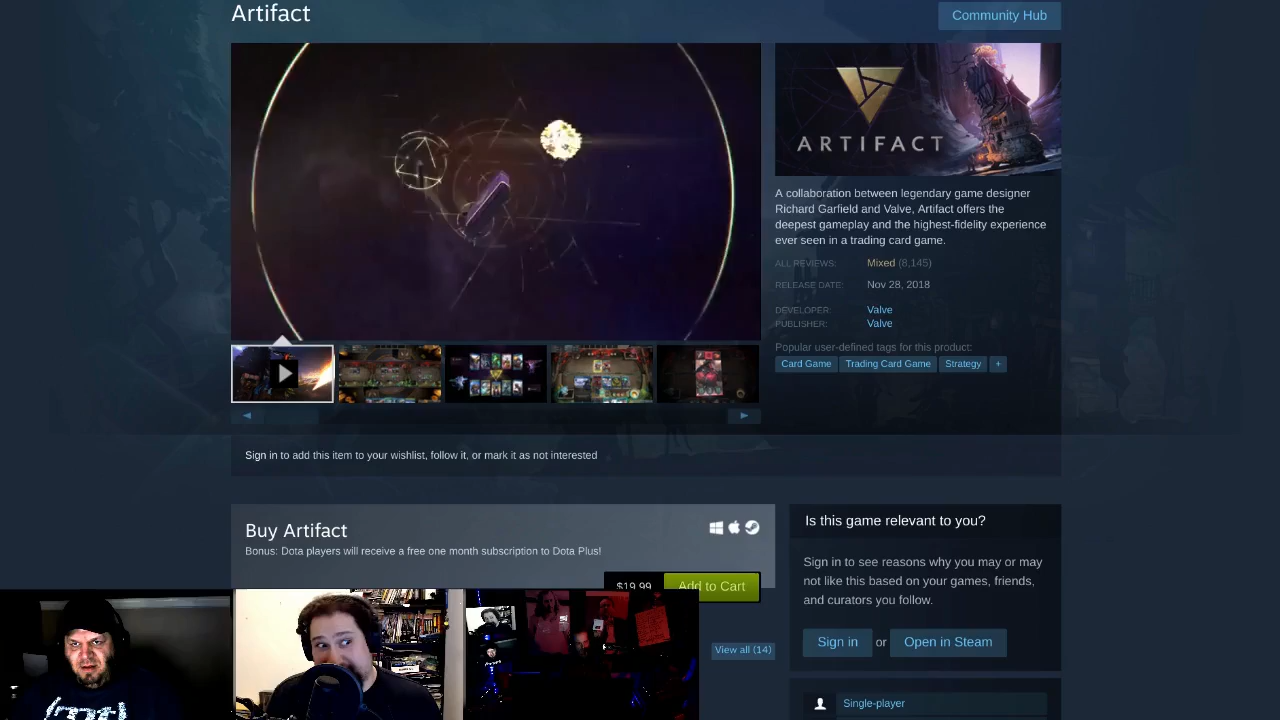 Artifact
Community Hub
ARTIFACT
A collaboration between legendary game designer
Richard Garfield and Valve, Artifact offers the
deepest gameplay and the highest-fidelity experience
ever seen in a trading card game.
ALL REVIEWS: Mixed (8,145)
RELEASE DATE: Nov 28, 2018
DEVELOPER: Valve
PUBLISHER: Valve
Popular user-defined tags for this product:
Card Game Trading Card Game Strategy +
Sign in to add this item to your wishlist, follow it, or mark it as not interested
Buy Artifact
Bonus: Dota players will receive a free one month subscription to Dota Plus!
$19.99 Add to Cart
View all (14)
Is this game relevant to you?
Sign in to see reasons why you may or may
not like this based on your games, friends,
and curators you follow.
Sign in or Open in Steam
Single-player